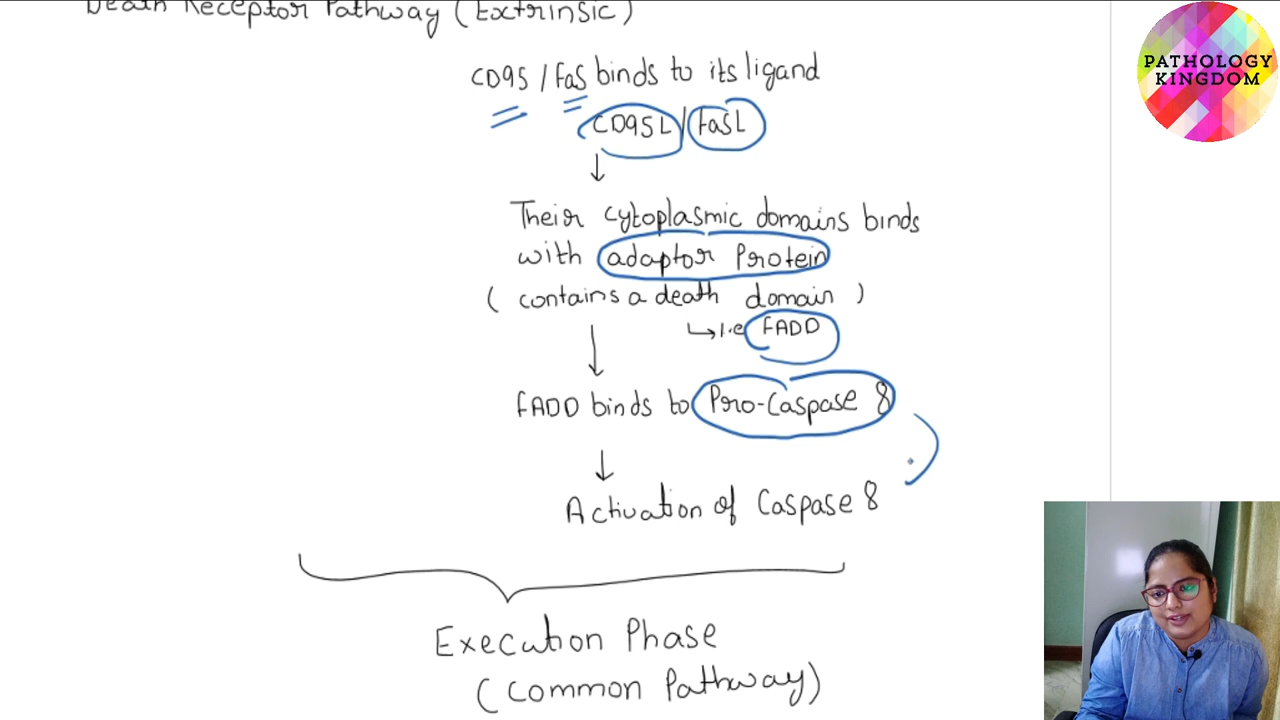 Death Receptor Pathway (Extrinsic)
PATHOLOGY
KINGDOM
CD95 / Fas binds to its ligand
CD95L / FasL
↓
Their cytoplasmic domains binds
with adaptor Protein
( contains a death domain )
↳ i.e FADD
↓
FADD binds to Pro-Caspase 8
↓
Activation of Caspase 8
Execution Phase
(Common Pathway)